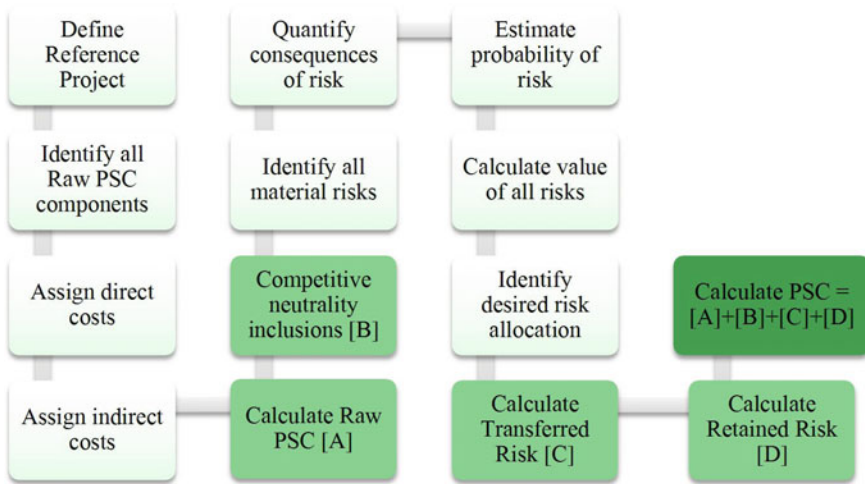 Define
Reference
Project
Identify all
Raw PSC
components
Assign direct
costs
Assign indirect
costs
Calculate Raw
PSC [A]
Competitive
neutrality
inclusions [B]
Identify all
material risks
Quantify
consequences
of risk
Estimate
probability of
risk
Calculate value
of all risks
Identify
desired risk
allocation
Calculate
Transferred
Risk [C]
Calculate
Retained Risk
[D]
Calculate PSC =
[A]+[B]+[C]+[D]